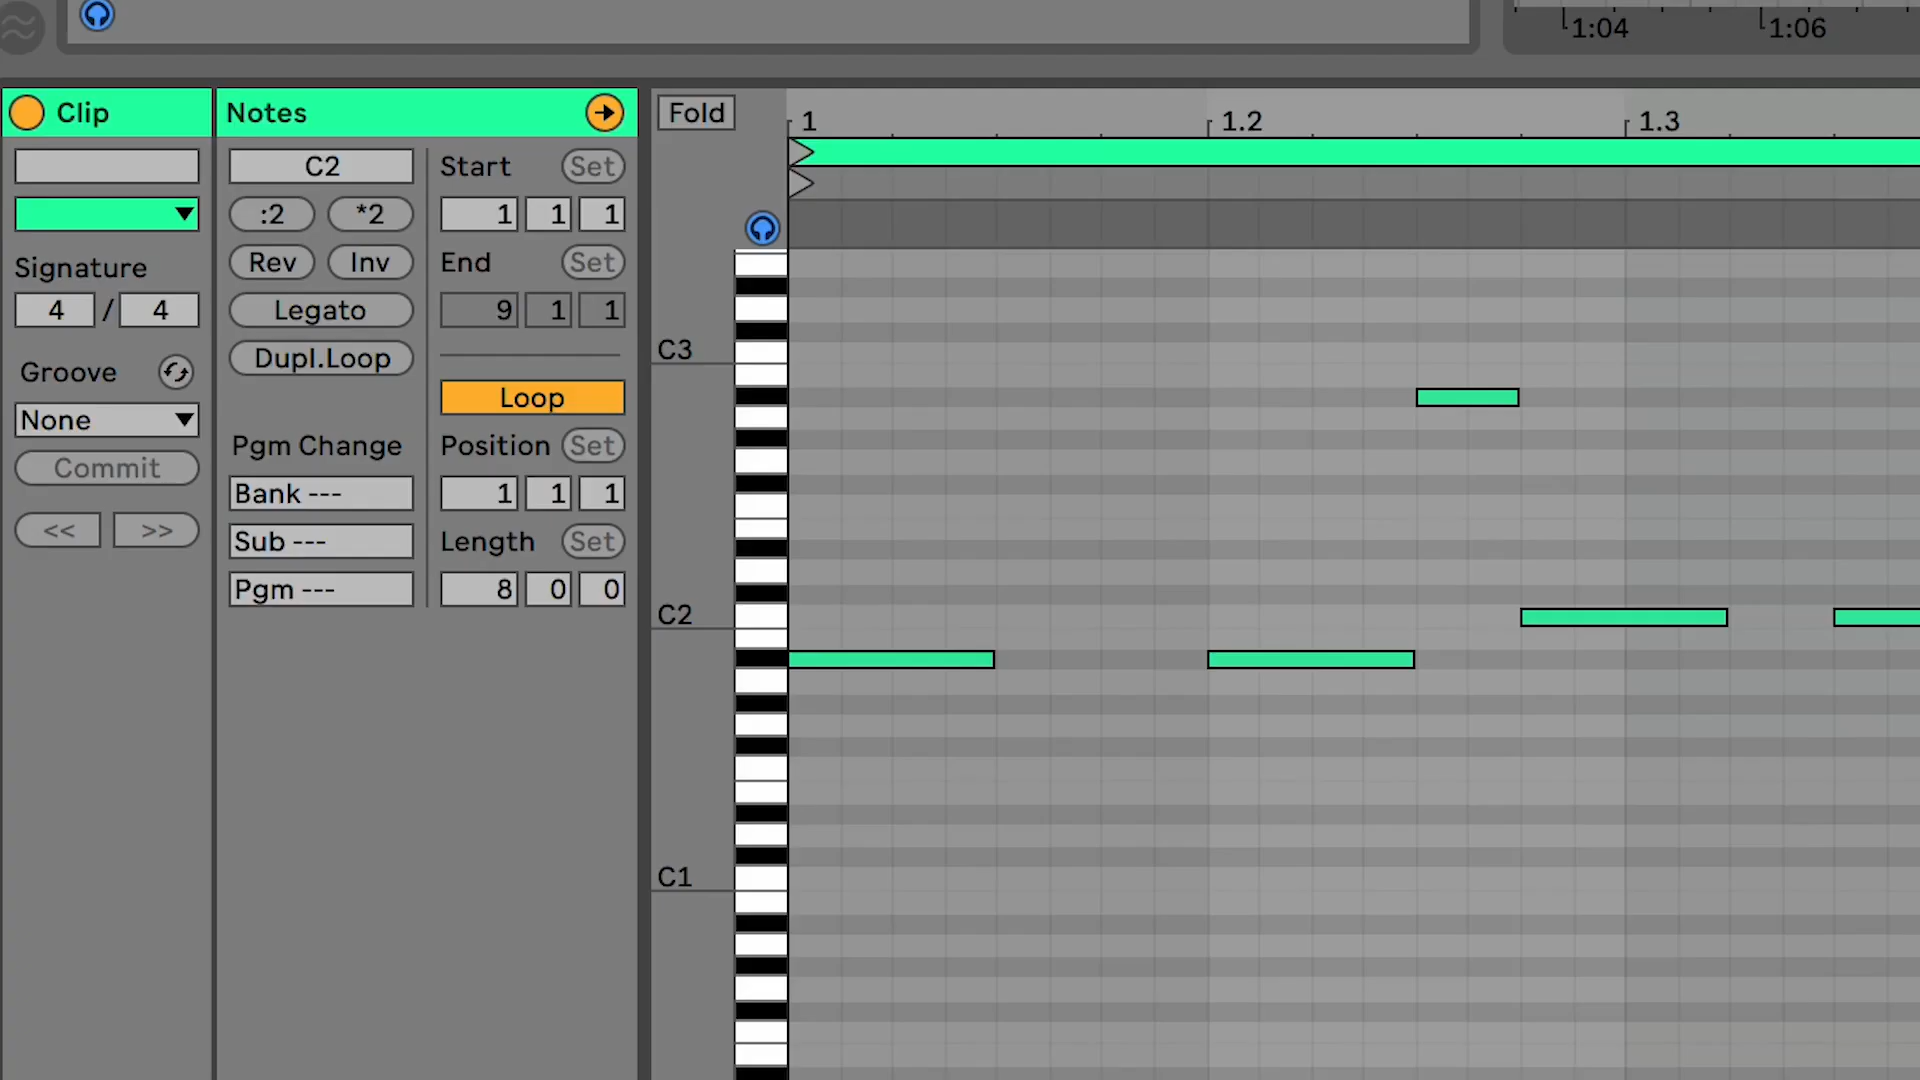 1:04 1:06
Clip Notes Fold 1 1.2 1.3
C2 Start Set
:2 *2 1 1 1
Signature Rev Inv End Set
4 / 4 Legato 9 1 1
Dupl.Loop
C3
Groove
None Loop
Commit Pgm Change Position Set
Bank --- 1 1 1
<< >> Sub --- Length Set
Pgm --- 8 0 0
C2
C1